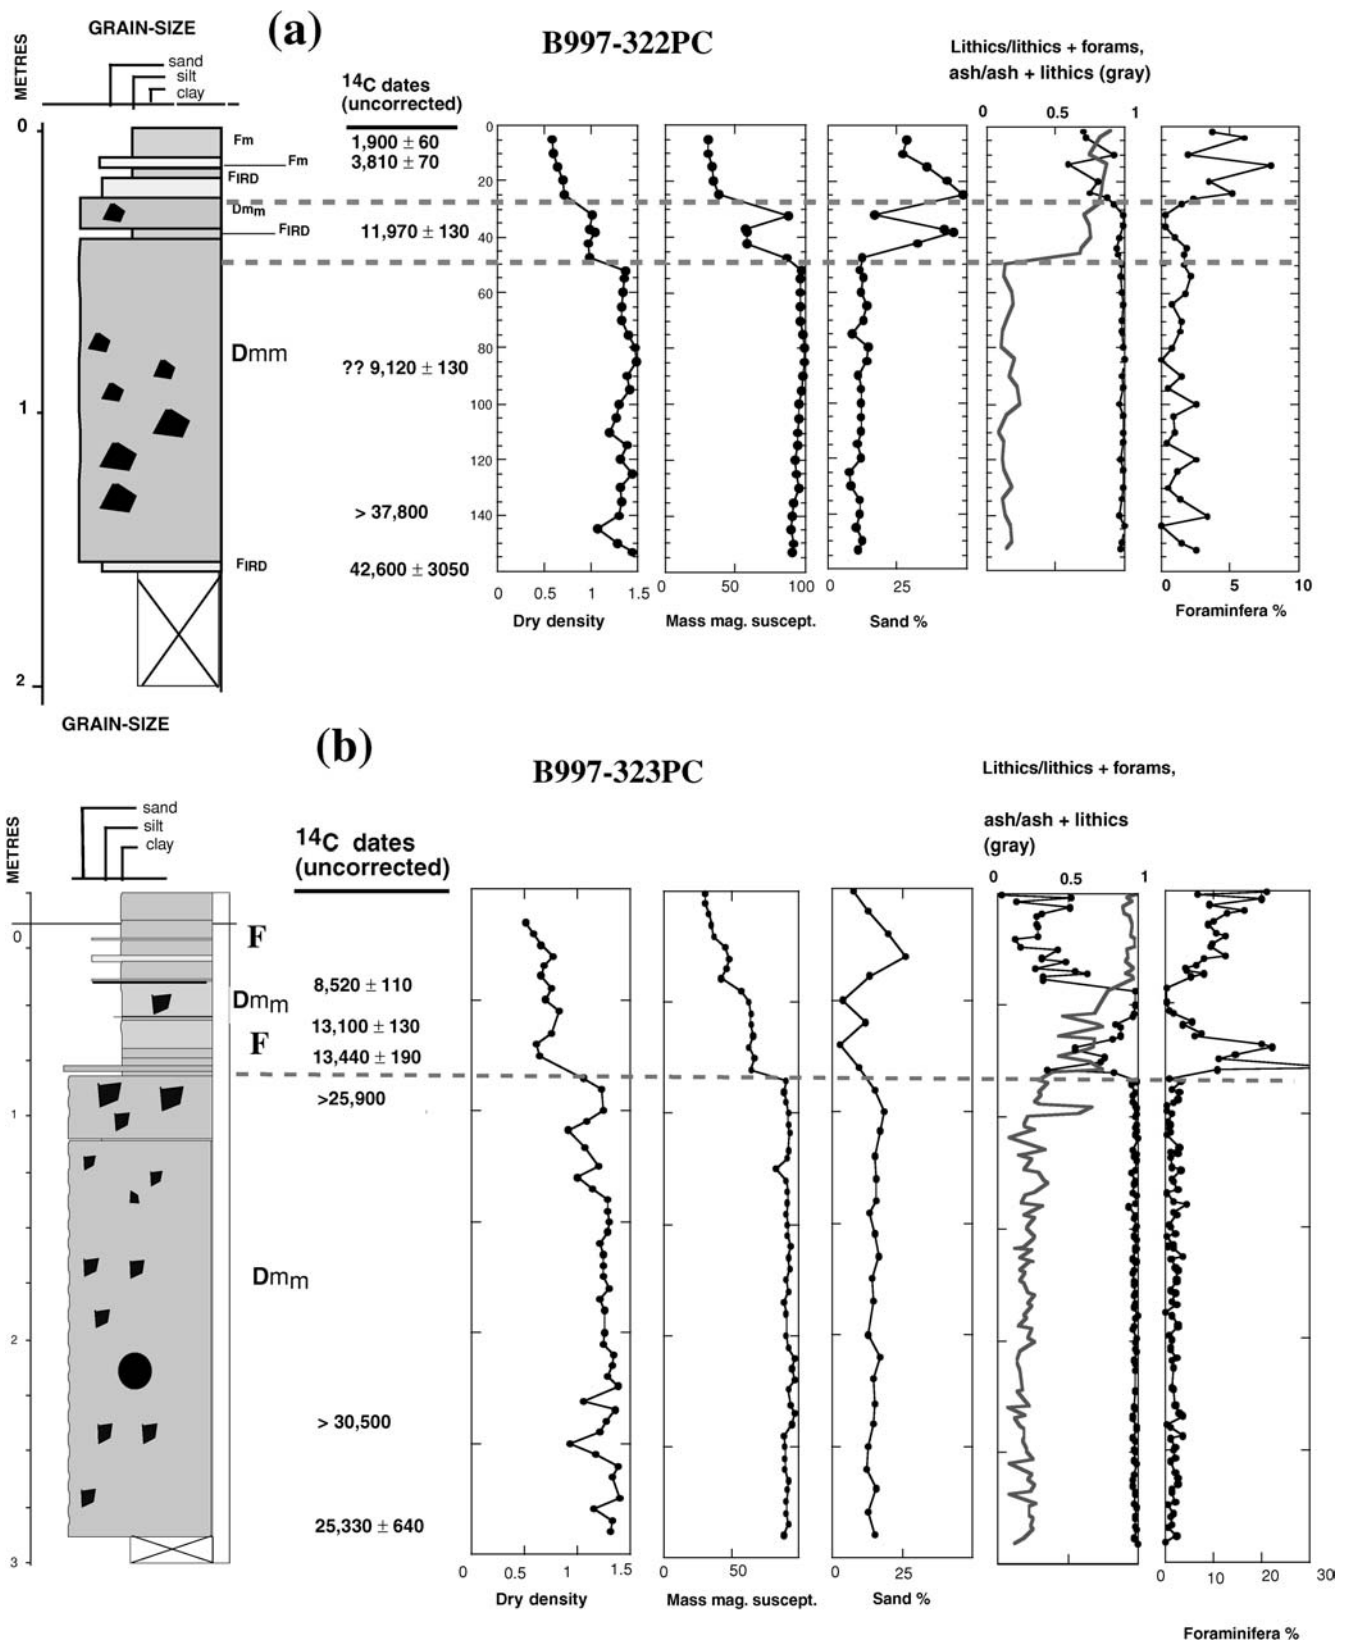 (a)
GRAIN-SIZE
METRES
sand
silt
clay
14C dates
(uncorrected)
B997-322PC
Lithics/lithics + forams,
ash/ash + lithics (gray)
0 0.5 1
0
1
2
Fm
Fm
FIRD
Dmm
FIRD
Dmm
FIRD
1,900 ± 60
3,810 ± 70
11,970 ± 130
?? 9,120 ± 130
> 37,800
42,600 ± 3050
0
20
40
60
80
100
120
140
0 0.5 1 1.5
Dry density
0 50 100
Mass mag. suscept.
0 25
Sand %
0 5 10
Foraminfera %
GRAIN-SIZE
(b)
B997-323PC
Lithics/lithics + forams,
ash/ash + lithics
(gray)
0 0.5 1
METRES
sand
silt
clay
14C dates
(uncorrected)
0
1
2
3
F
Dmm
F
Dmm
8,520 ± 110
13,100 ± 130
13,440 ± 190
>25,900
> 30,500
25,330 ± 640
0 0.5 1 1.5
Dry density
0 50
Mass mag. suscept.
0 25
Sand %
0 10 20 30
Foraminifera %